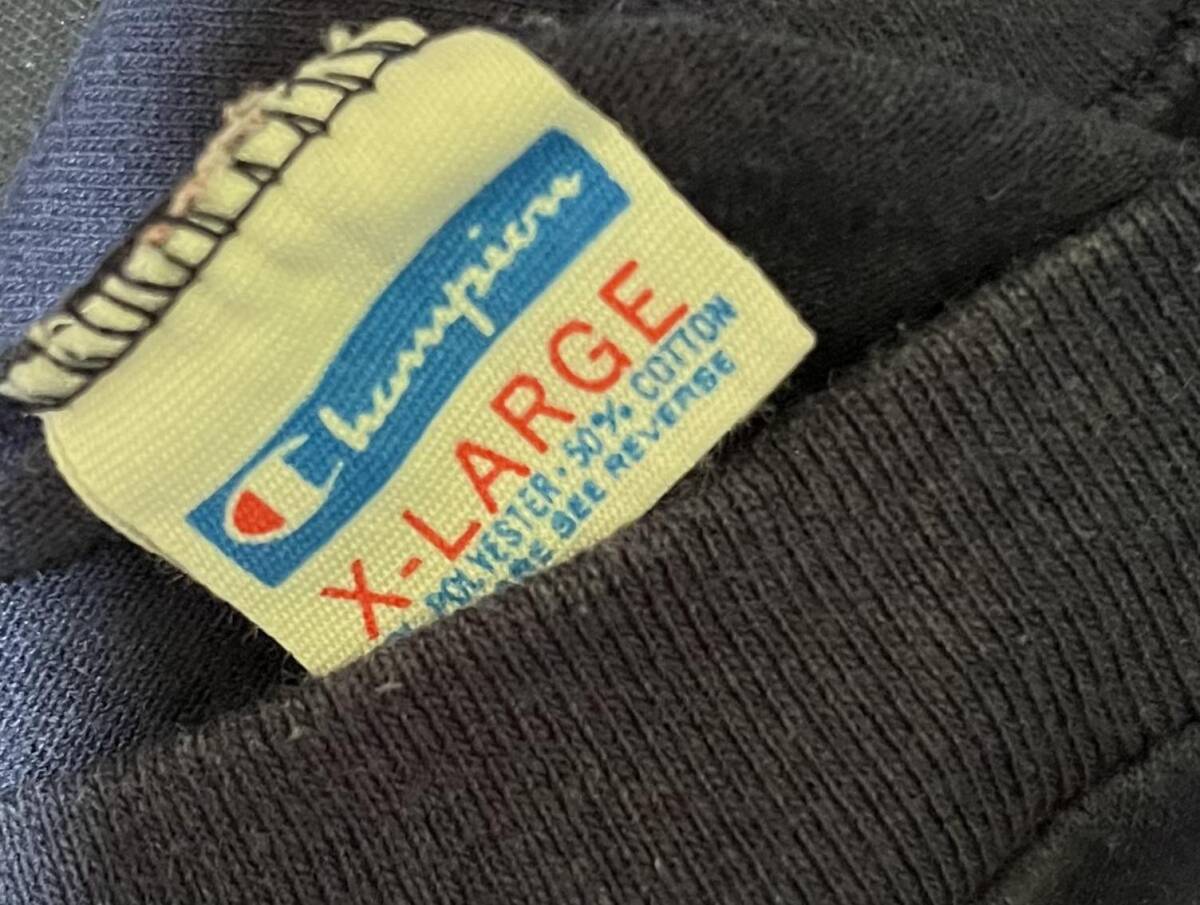 Champion
X-LARGE
% POLYESTER · 50% COTTON
SEE REVERSE